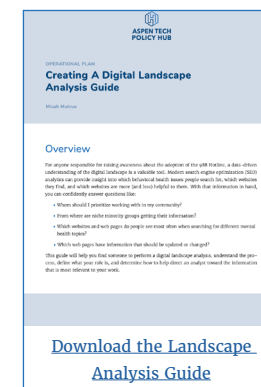 ASPEN TECH
POLICY HUB
OPERATIONAL PLAN
Creating A Digital Landscape
Analysis Guide
Overview
For anyone responsible for raising awareness about the adoption of the 988 Hotline, a data-driven
understanding of the digital landscape is a valuable tool. Modern search engine optimization (SEO)
analytics can provide insight into which behavioral health issues people search for, which websites
they find, and which websites are more (and less) helpful to them. With that information in hand,
you can confidently answer questions like:
• Whom should I prioritize working with in my community?
• From where are niche minority groups getting their information?
• Which websites and web pages do people see most often when searching for different mental
health topics?
• Which web pages have information that should be updated or changed?
This guide will help you find someone to perform a digital landscape analysis, understand the pro-
cess, define what your role is, and determine how to help direct an analyst toward the information
that is most relevant to your work.
Download the Landscape
Analysis Guide